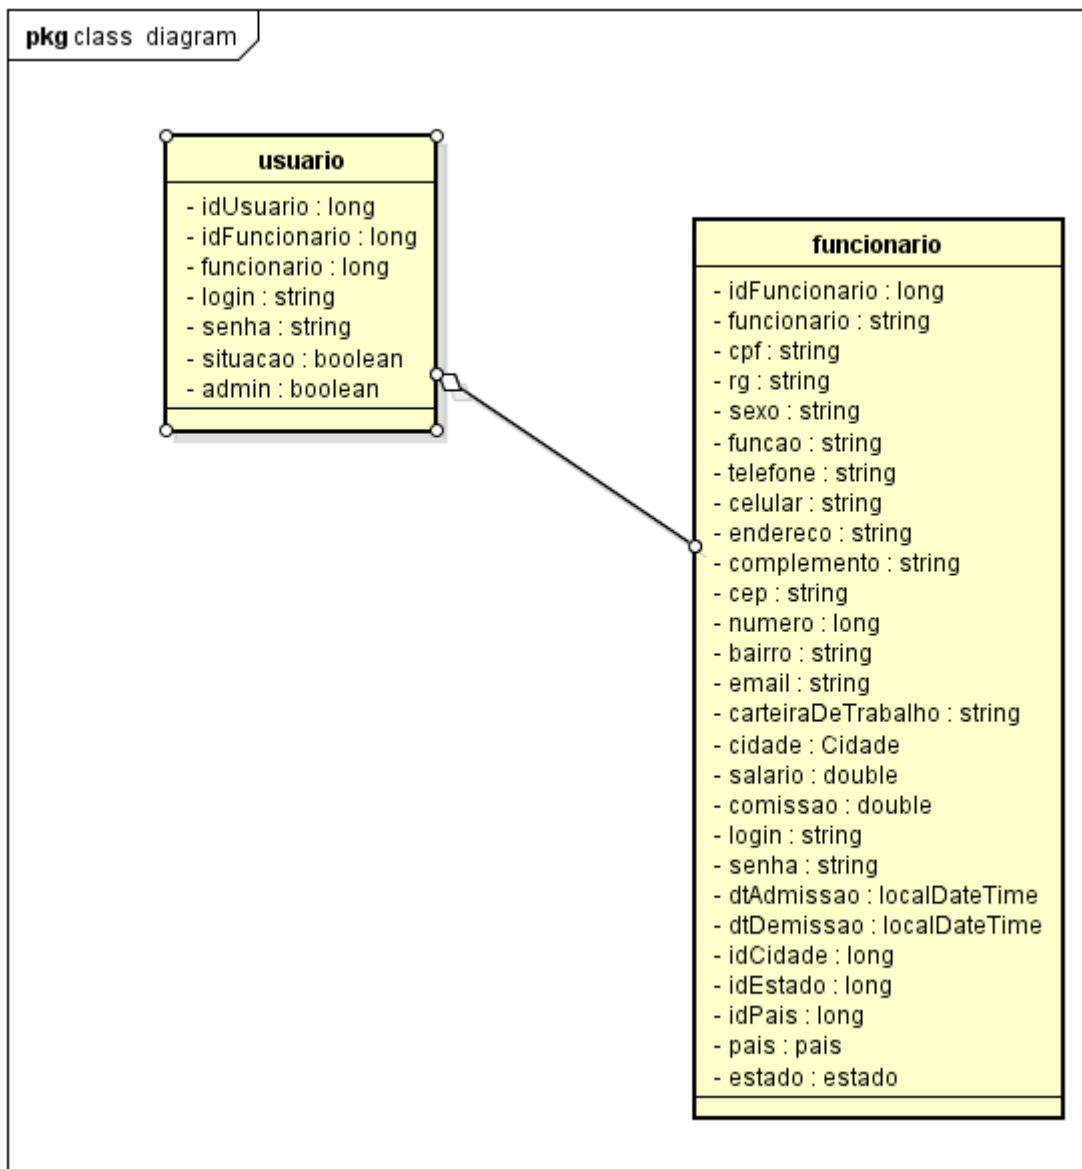 pkg class diagram
usuario
- idUsuario : long
- idFuncionario : long
- funcionario : long
- login : string
- senha : string
- situacao : boolean
- admin : boolean
funcionario
- idFuncionario : long
- funcionario : string
- cpf : string
- rg : string
- sexo : string
- funcao : string
- telefone : string
- celular : string
- endereco : string
- complemento : string
- cep : string
- numero : long
- bairro : string
- email : string
- carteiraDeTrabalho : string
- cidade : Cidade
- salario : double
- comissao : double
- login : string
- senha : string
- dtAdmissao : localDateTime
- dtDemissao : localDateTime
- idCidade : long
- idEstado : long
- idPais : long
- pais : pais
- estado : estado